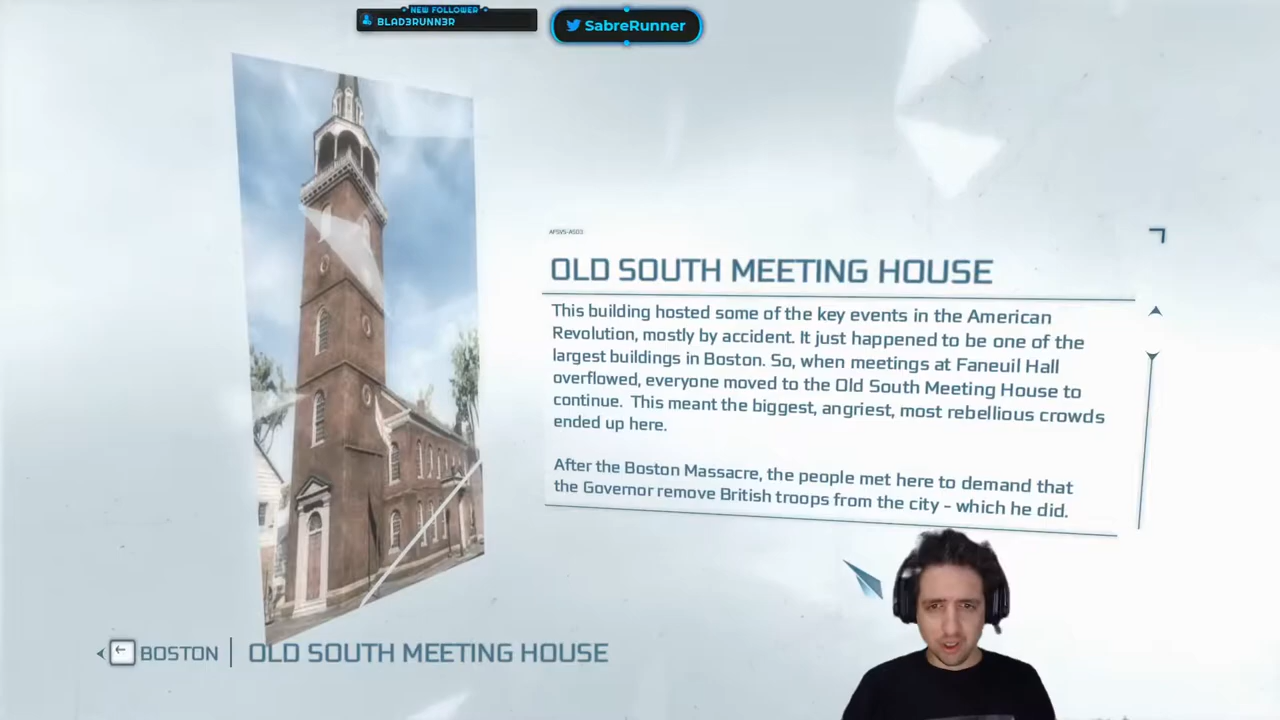 NEW FOLLOWER
BLAD3RUNN3R
SabreRunner
OLD SOUTH MEETING HOUSE
This building hosted some of the key events in the American
Revolution, mostly by accident. It just happened to be one of the
largest buildings in Boston. So, when meetings at Faneuil Hall
overflowed, everyone moved to the Old South Meeting House to
continue. This meant the biggest, angriest, most rebellious crowds
ended up here.
After the Boston Massacre, the people met here to demand that
the Governor remove British troops from the city - which he did.
BOSTON | OLD SOUTH MEETING HOUSE